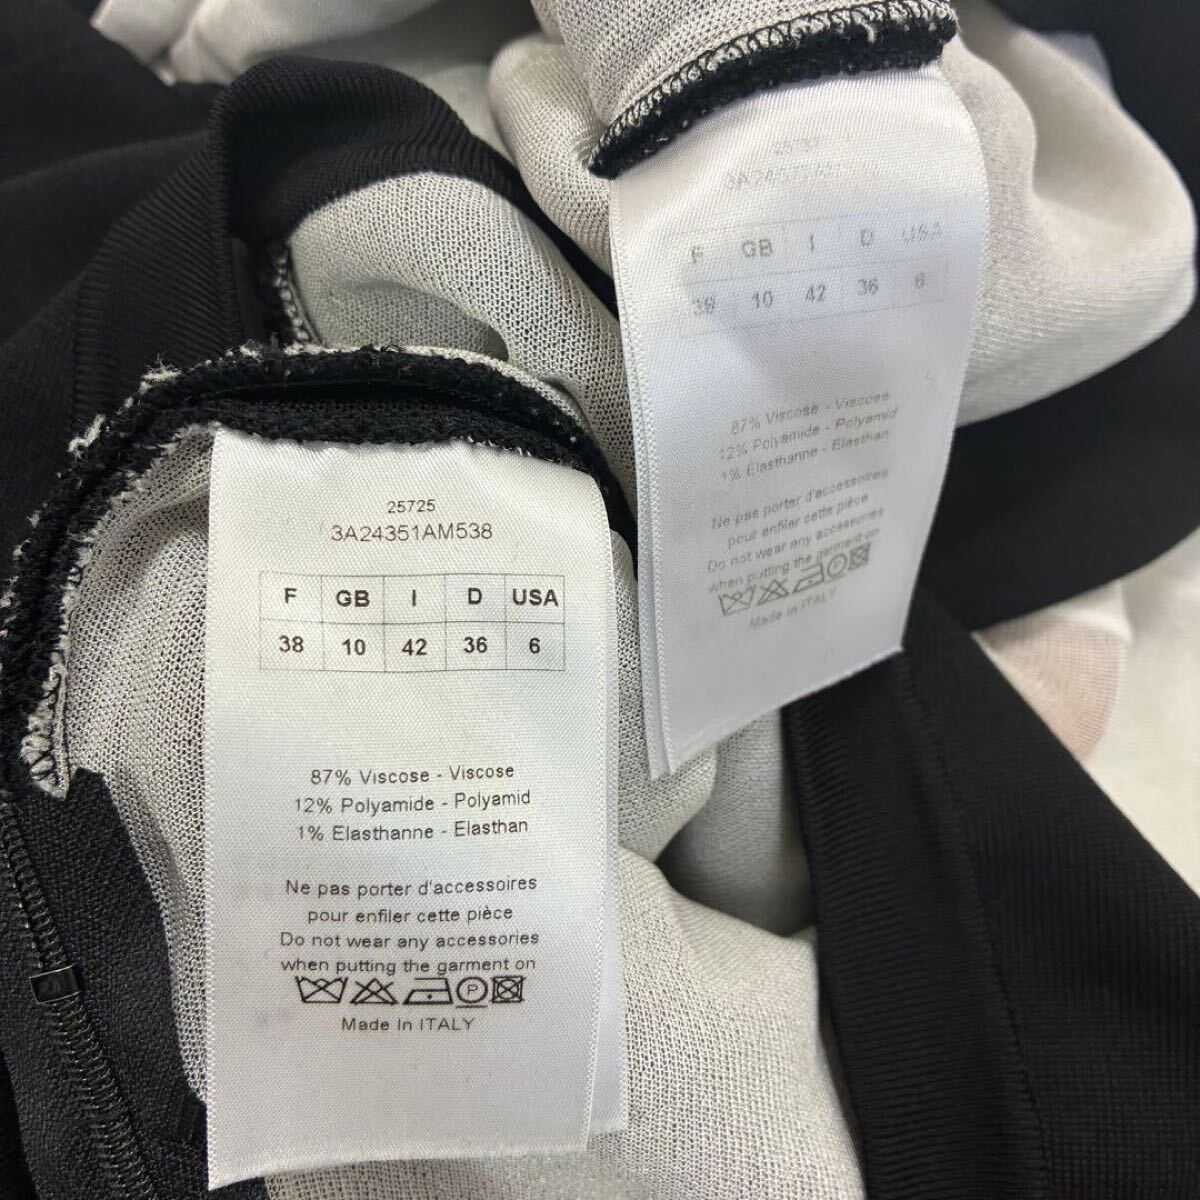 F GB I D USA
38 10 42 36 6
87% Viscose - Viscose
12% Polyamide - Polyamid
1% Elasthanne - Elasthan
Ne pas porter d'accessoires
pour enfiler cette pièce
Do not wear any accessories
when putting the garment on
P
Made In ITALY
25725
3A24351AM538
F GB I D USA
38 10 42 36 6
87% Viscose - Viscose
12% Polyamide - Polyamid
1% Elasthanne - Elasthan
Ne pas porter d'accessoires
pour enfiler cette pièce
Do not wear any accessories
when putting the garment on
P
Made In ITALY